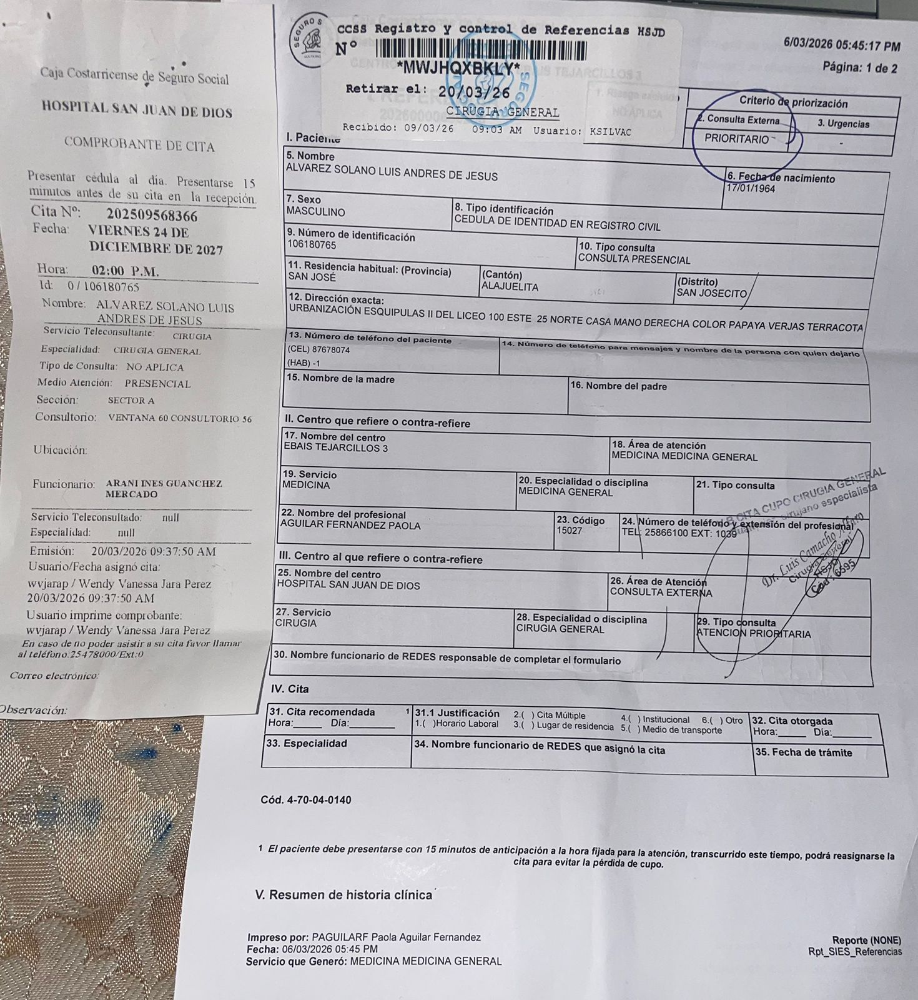 Caja Costarricense de Seguro Social
HOSPITAL SAN JUAN DE DIOS
COMPROBANTE DE CITA
Presentar cédula al día. Presentarse 15
minutos antes de su cita en la recepción.
Cita Nº: 202509568366
Fecha: VIERNES 24 DE
DICIEMBRE DE 2027
Hora: 02:00 P.M.
Id: 0 / 106180765
Nombre: ALVAREZ SOLANO LUIS
ANDRES DE JESUS
Servicio Teleconsultante: CIRUGIA
Especialidad: CIRUGIA GENERAL
Tipo de Consulta: NO APLICA
Medio Atención: PRESENCIAL
Sección: SECTOR A
Consultorio: VENTANA 60 CONSULTORIO 56
Ubicación:
Funcionario: ARANI INES GUANCHEZ
MERCADO
Servicio Teleconsultado: null
Especialidad: null
Emisión: 20/03/2026 09:37:50 AM
Usuario/Fecha asignó cita:
wvjarap / Wendy Vanessa Jara Perez
20/03/2026 09:37:50 AM
Usuario imprime comprobante:
wvjarap / Wendy Vanessa Jara Perez
En caso de no poder asistir a su cita favor llamar
al teléfono:25478000/Ext:0
Correo electrónico:
Observación:
SEGURO S
CCSS Registro y control de Referencias HSJD
Nº
*MWJHQXBKLY*
Retirar el: 20/03/26
CIRUGIA GENERAL
Recibido: 09/03/26 09:03 AM Usuario: KSILVAC
6/03/2026 05:45:17 PM
Página: 1 de 2
Criterio de priorización
2. Consulta Externa 3. Urgencias
PRIORITARIO -
I. Paciente
5. Nombre
ALVAREZ SOLANO LUIS ANDRES DE JESUS
6. Fecha de nacimiento
17/01/1964
7. Sexo
MASCULINO
8. Tipo identificación
CEDULA DE IDENTIDAD EN REGISTRO CIVIL
9. Número de identificación
106180765
10. Tipo consulta
CONSULTA PRESENCIAL
11. Residencia habitual: (Provincia)
SAN JOSÉ
(Cantón)
ALAJUELITA
(Distrito)
SAN JOSECITO
12. Dirección exacta:
URBANIZACIÓN ESQUIPULAS II DEL LICEO 100 ESTE 25 NORTE CASA MANO DERECHA COLOR PAPAYA VERJAS TERRACOTA
13. Número de teléfono del paciente
(CEL) 87678074
(HAB) -1
14. Número de teléfono para mensajes y nombre de la persona con quien dejarlo
15. Nombre de la madre
16. Nombre del padre
II. Centro que refiere o contra-refiere
17. Nombre del centro
EBAIS TEJARCILLOS 3
18. Área de atención
MEDICINA MEDICINA GENERAL
19. Servicio
MEDICINA
20. Especialidad o disciplina
MEDICINA GENERAL
21. Tipo consulta
22. Nombre del profesional
AGUILAR FERNANDEZ PAOLA
23. Código
15027
24. Número de teléfono y extensión del profesional
TEL: 25866100 EXT: 1039
CITA CUPO CIRUGIA GENERAL
cirujano especialista
Dr. Luis Camacho Alfaro
Cirugía General
HSJD
Cód: 6595
III. Centro al que refiere o contra-refiere
25. Nombre del centro
HOSPITAL SAN JUAN DE DIOS
26. Área de Atención
CONSULTA EXTERNA
27. Servicio
CIRUGIA
28. Especialidad o disciplina
CIRUGIA GENERAL
29. Tipo consulta
ATENCION PRIORITARIA
30. Nombre funcionario de REDES responsable de completar el formulario
IV. Cita
31. Cita recomendada 1
Hora:_____ Día:________
31.1 Justificación 2.( ) Cita Múltiple 4.( ) Institucional 6.( ) Otro
1.( )Horario Laboral 3.( ) Lugar de residencia 5.( ) Medio de transporte
32. Cita otorgada
Hora:_____ Día:_______
33. Especialidad
34. Nombre funcionario de REDES que asignó la cita
35. Fecha de trámite
Cód. 4-70-04-0140
1 El paciente debe presentarse con 15 minutos de anticipación a la hora fijada para la atención, transcurrido este tiempo, podrá reasignarse la
cita para evitar la pérdida de cupo.
V. Resumen de historia clínica
Impreso por: PAGUILARF Paola Aguilar Fernandez
Fecha: 06/03/2026 05:45 PM
Servicio que Generó: MEDICINA MEDICINA GENERAL
Reporte (NONE)
Rpt_SIES_Referencias